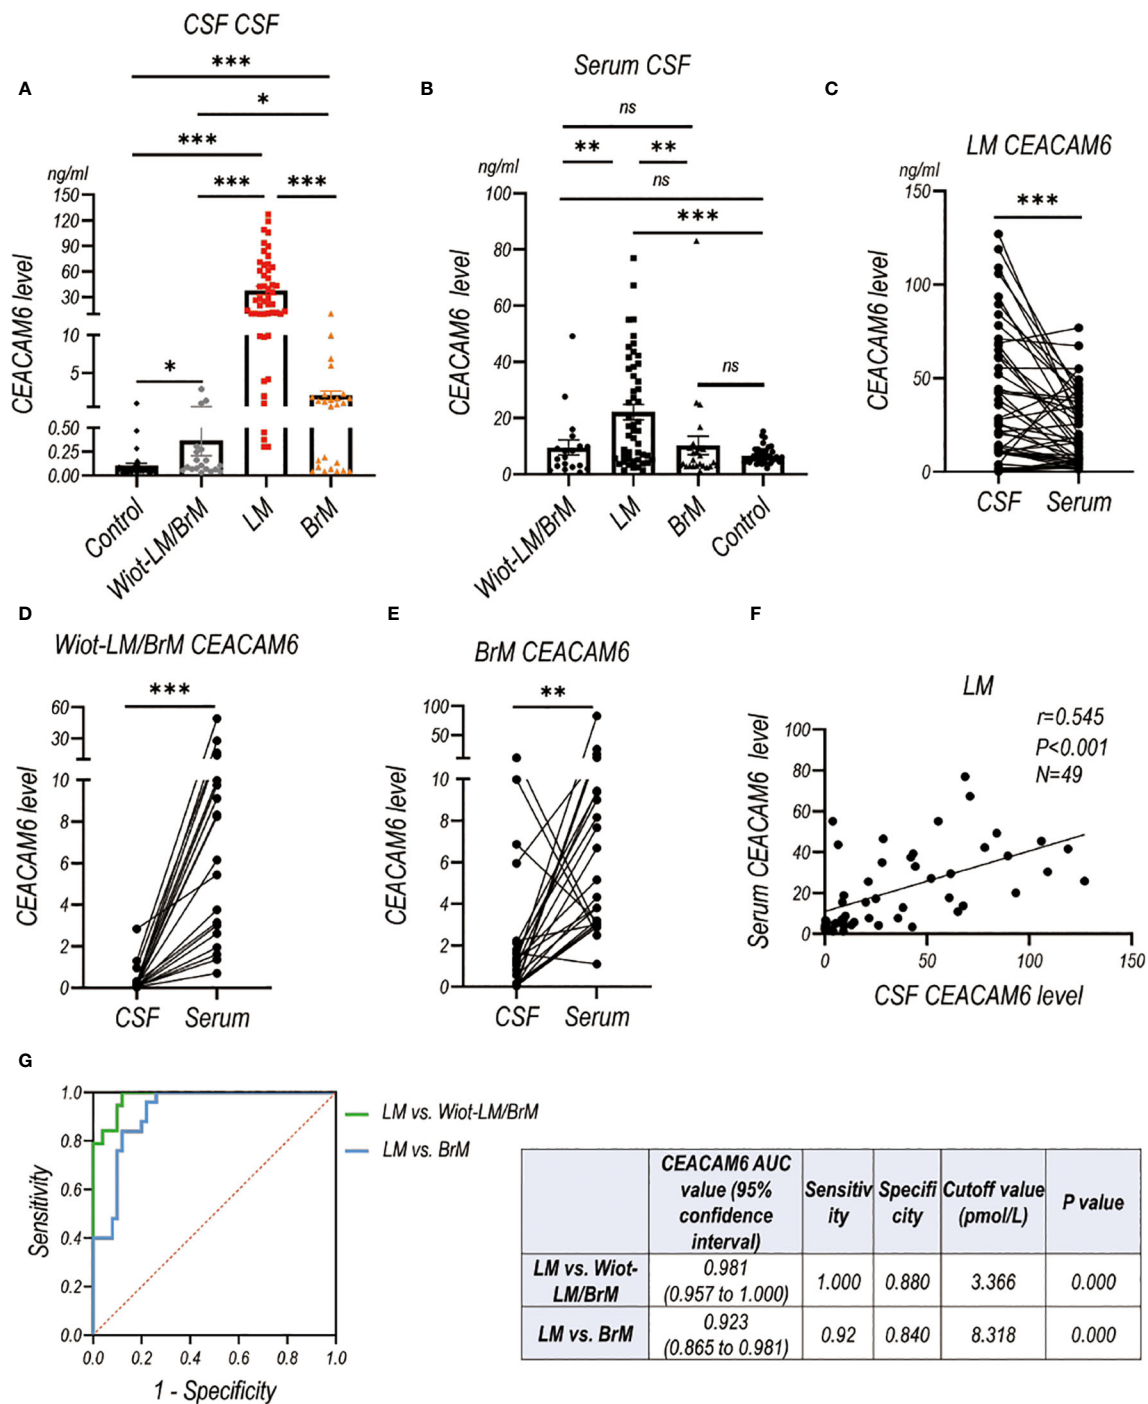 CSF CSF
***
*
***
***
***
A
ng/ml
150
120
90
60
30
10
5
0.50
0.25
0.00
CEACAM6 level
*
Control
Wiot-LM/BrM
LM
BrM
Serum CSF
B
ns
**
**
ns
***
ns
ng/ml
100
80
60
40
20
0
CEACAM6 level
Wiot-LM/BrM
LM
BrM
Control
C
LM CEACAM6
ng/ml
***
150
100
50
0
CEACAM6 level
CSF
Serum
D
Wiot-LM/BrM CEACAM6
***
60
30
10
8
6
4
2
0
CEACAM6 level
CSF
Serum
E
BrM CEACAM6
**
100
50
10
8
6
4
2
0
CEACAM6 level
CSF
Serum
F
LM
r=0.545
P<0.001
N=49
100
80
60
40
20
0
Serum CEACAM6 level
0
50
100
150
CSF CEACAM6 level
G
1.0
0.8
0.6
0.4
0.2
0.0
Sensitivity
0.0
0.2
0.4
0.6
0.8
1.0
1 - Specificity
LM vs. Wiot-LM/BrM
LM vs. BrM
CEACAM6 AUC
value (95%
confidence
interval)
Sensitiv
ity
Specifi
city
Cutoff value
(pmol/L)
P value
LM vs. Wiot-
LM/BrM
0.981
(0.957 to 1.000)
1.000
0.880
3.366
0.000
LM vs. BrM
0.923
(0.865 to 0.981)
0.92
0.840
8.318
0.000